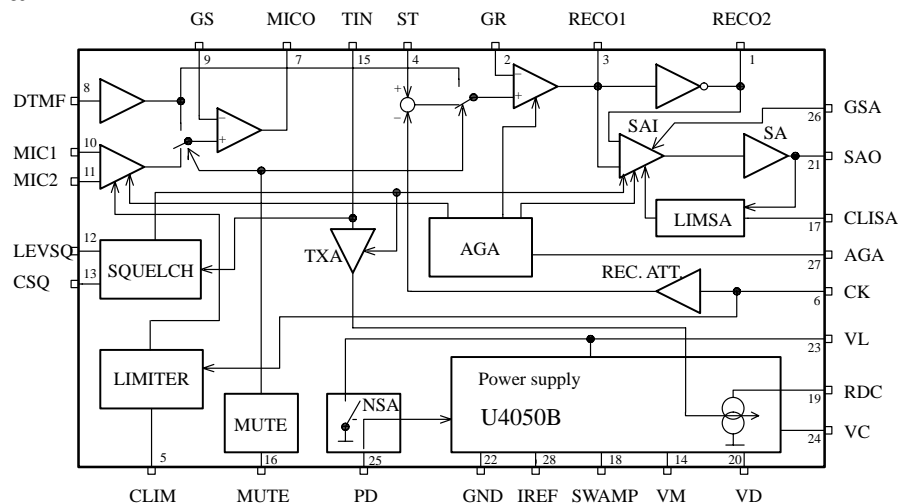 GS MICO TIN ST GR RECO1 RECO2
9 7 15 4 2 3 1
DTMF 8
+ − − + − +
26 GSA
MIC1 10
SAI SA
MIC2 11
21 SAO
LIMSA
17 CLISA
LEVSQ 12
SQUELCH TXA AGA
27 AGA
CSQ 13
REC. ATT.
6 CK
23 VL
LIMITER
Power supply
19 RDC
MUTE NSA U4050B
24 VC
5 16 25 22 28 18 14 20
CLIM MUTE PD GND IREF SWAMP VM VD